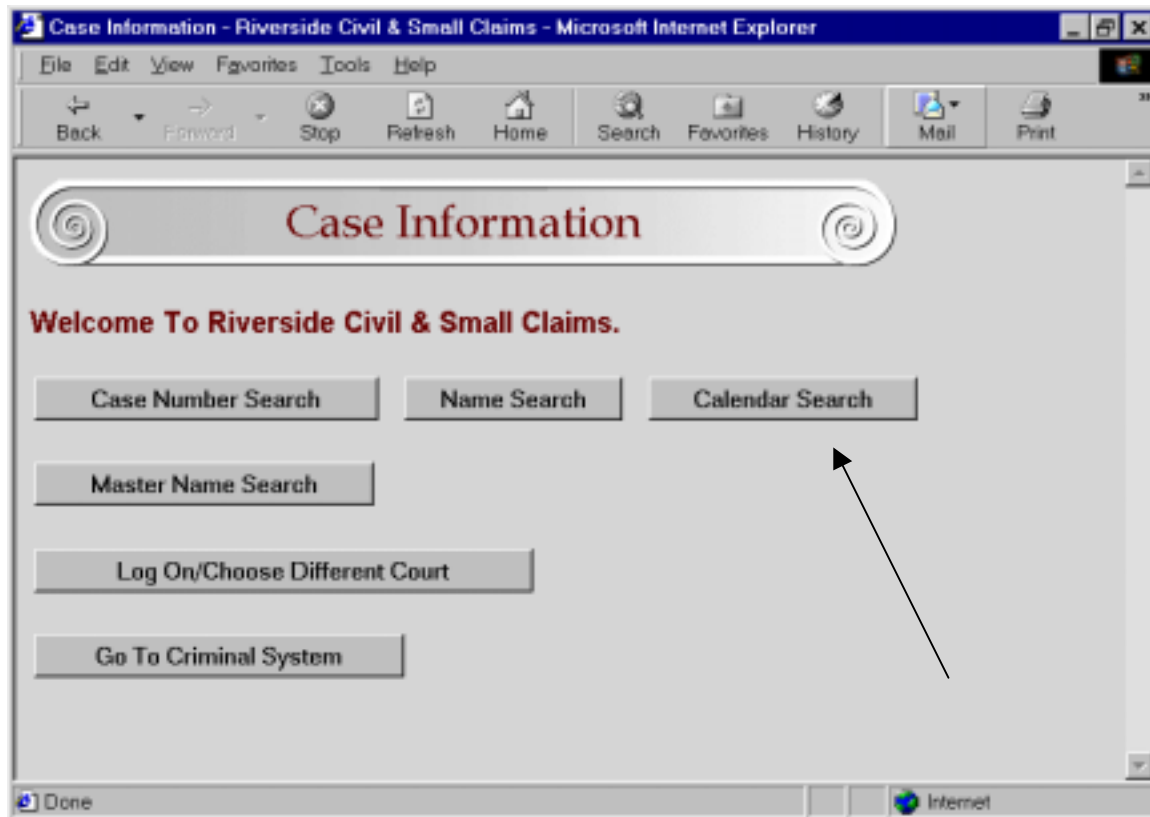 Case Information - Riverside Civil & Small Claims - Microsoft Internet Explorer
File Edit View Favorites Tools Help
Back Forward Stop Refresh Home Search Favorites History Mail Print
Case Information
Welcome To Riverside Civil & Small Claims.
Case Number Search Name Search Calendar Search
Master Name Search
Log On/Choose Different Court
Go To Criminal System
Done Internet